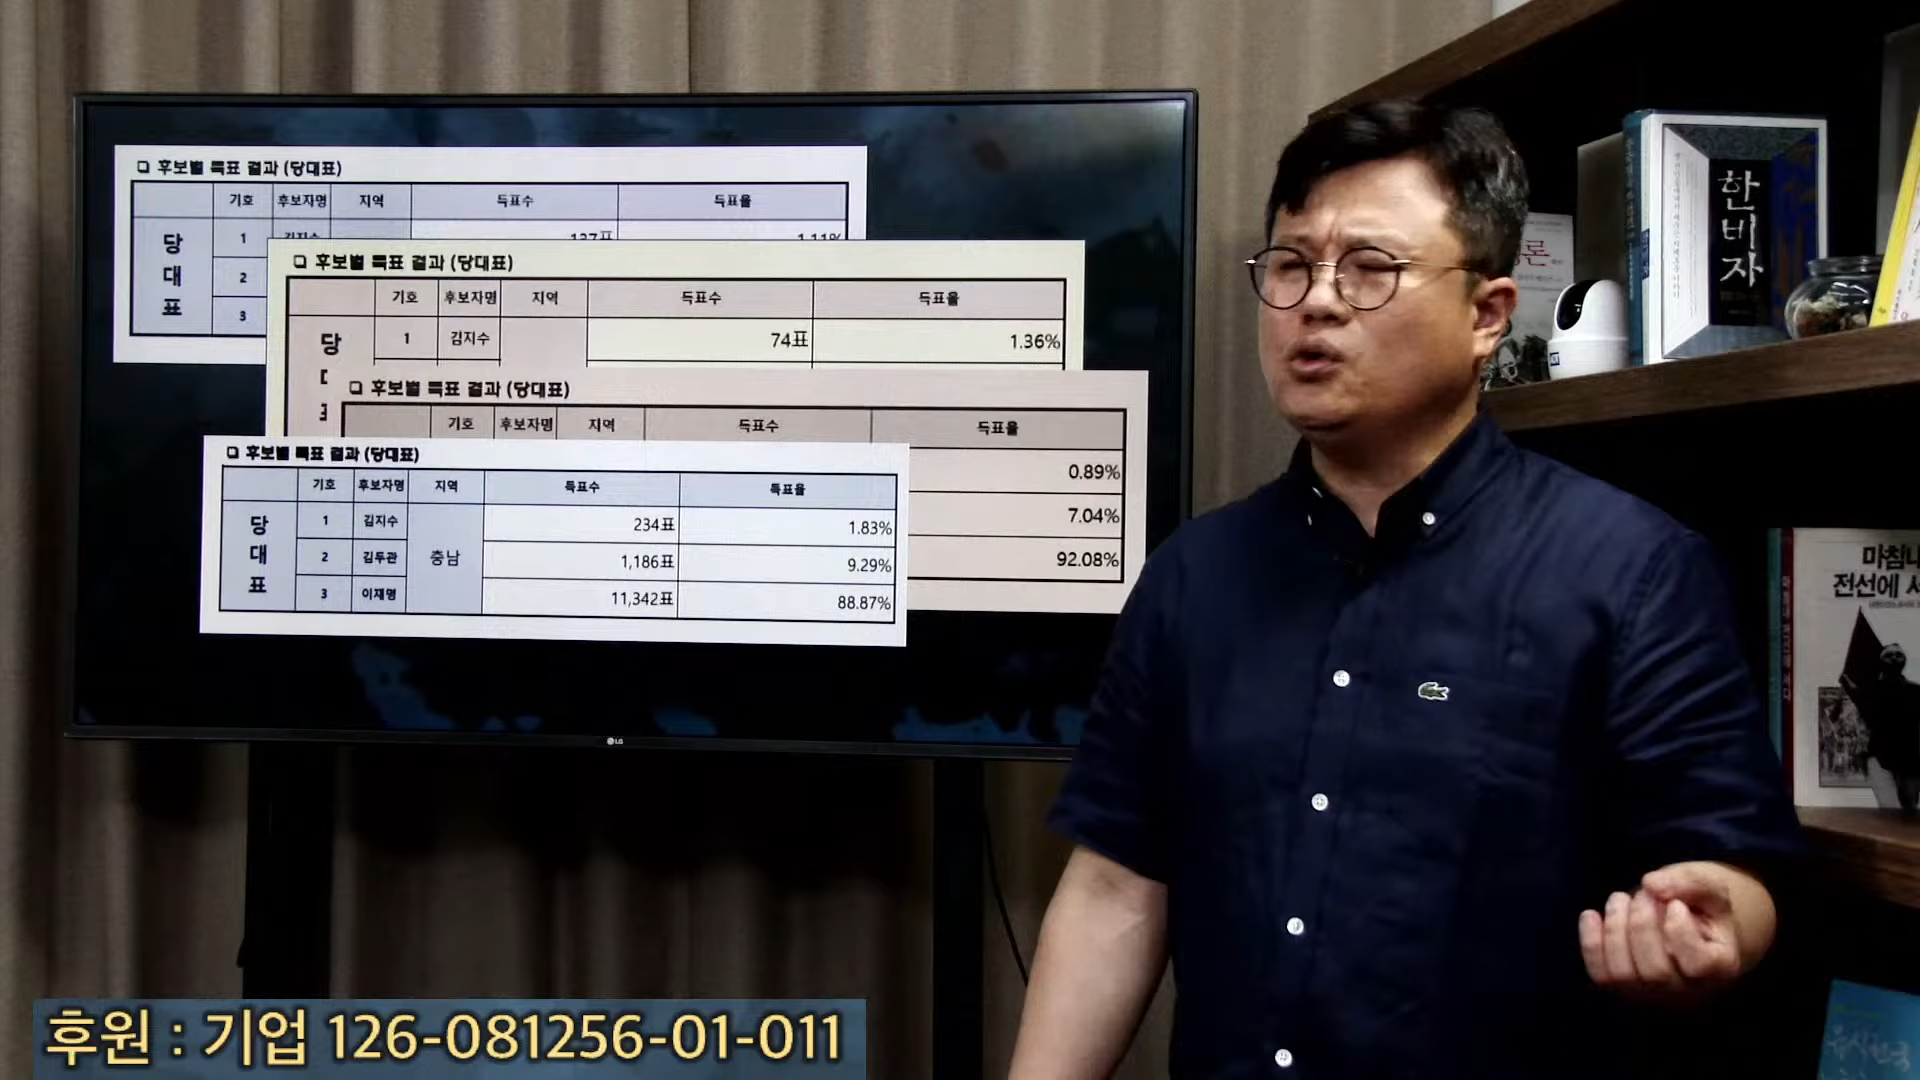 ❏ 후보별 득표 결과 (당대표)
기호 후보자명 지역 득표수 득표율
당대표
1 137표 1.11%
2
3
❏ 후보별 득표 결과 (당대표)
기호 후보자명 지역 득표수 득표율
당
1 김지수 74표 1.36%
❏ 후보별 득표 결과 (당대표)
기호 후보자명 지역 득표수 득표율
0.89%
7.04%
92.08%
❏ 후보별 득표 결과 (당대표)
기호 후보자명 지역 득표수 득표율
당대표
충남
1 김지수 234표 1.83%
2 김두관 1,186표 9.29%
3 이재명 11,342표 88.87%
LG
한비자
론
마침내
전선에 서
후원 : 기업 126-081256-01-011